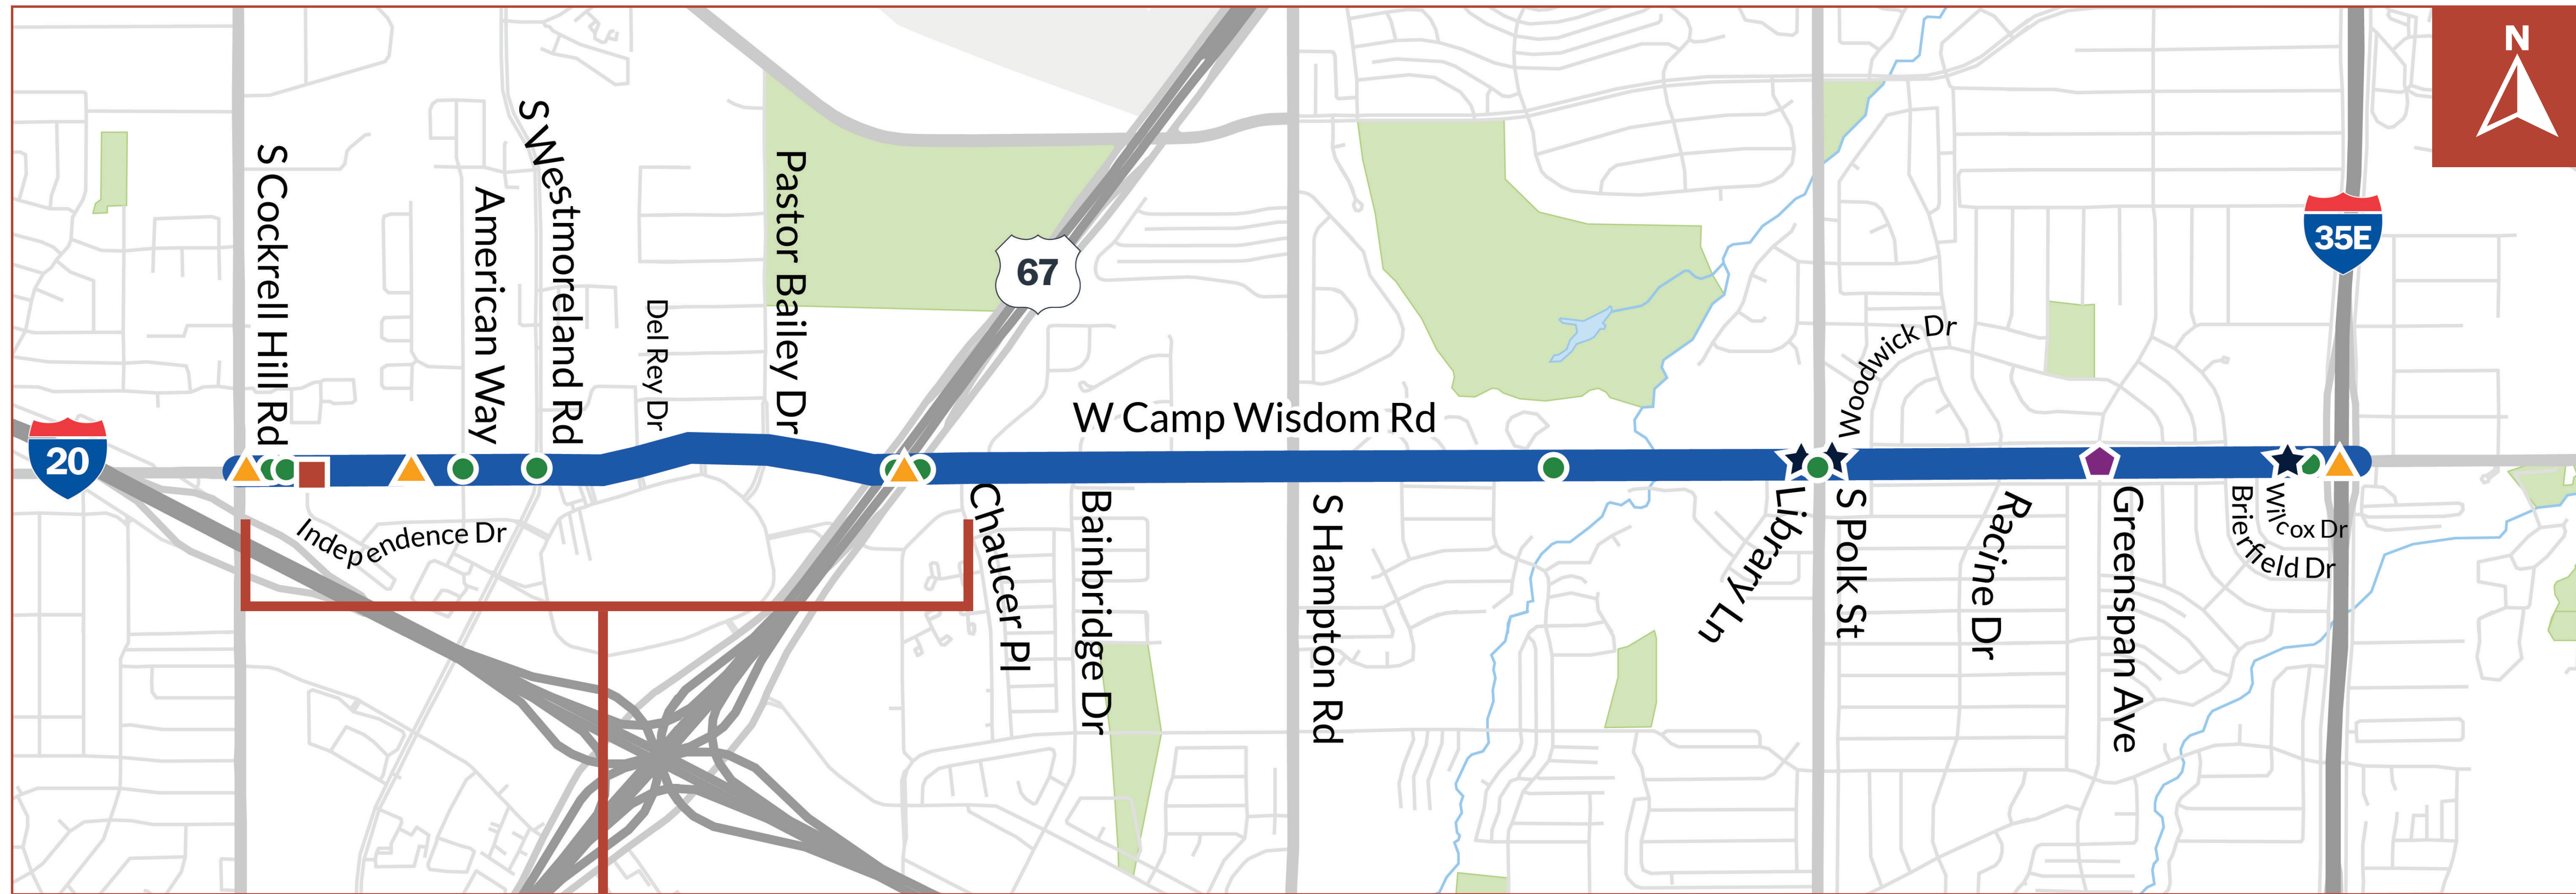 N
S Cockrell Hill Rd
American Way
S Westmoreland Rd
Del Rey Dr
Pastor Bailey Dr
67
35E
Woodwick Dr
W Camp Wisdom Rd
20
Independence Dr
Chaucer Pl
Bainbridge Dr
S Hampton Rd
Library Ln
S Polk St
Racine Dr
Greenspan Ave
Brierfield Dr
Wilcox Dr